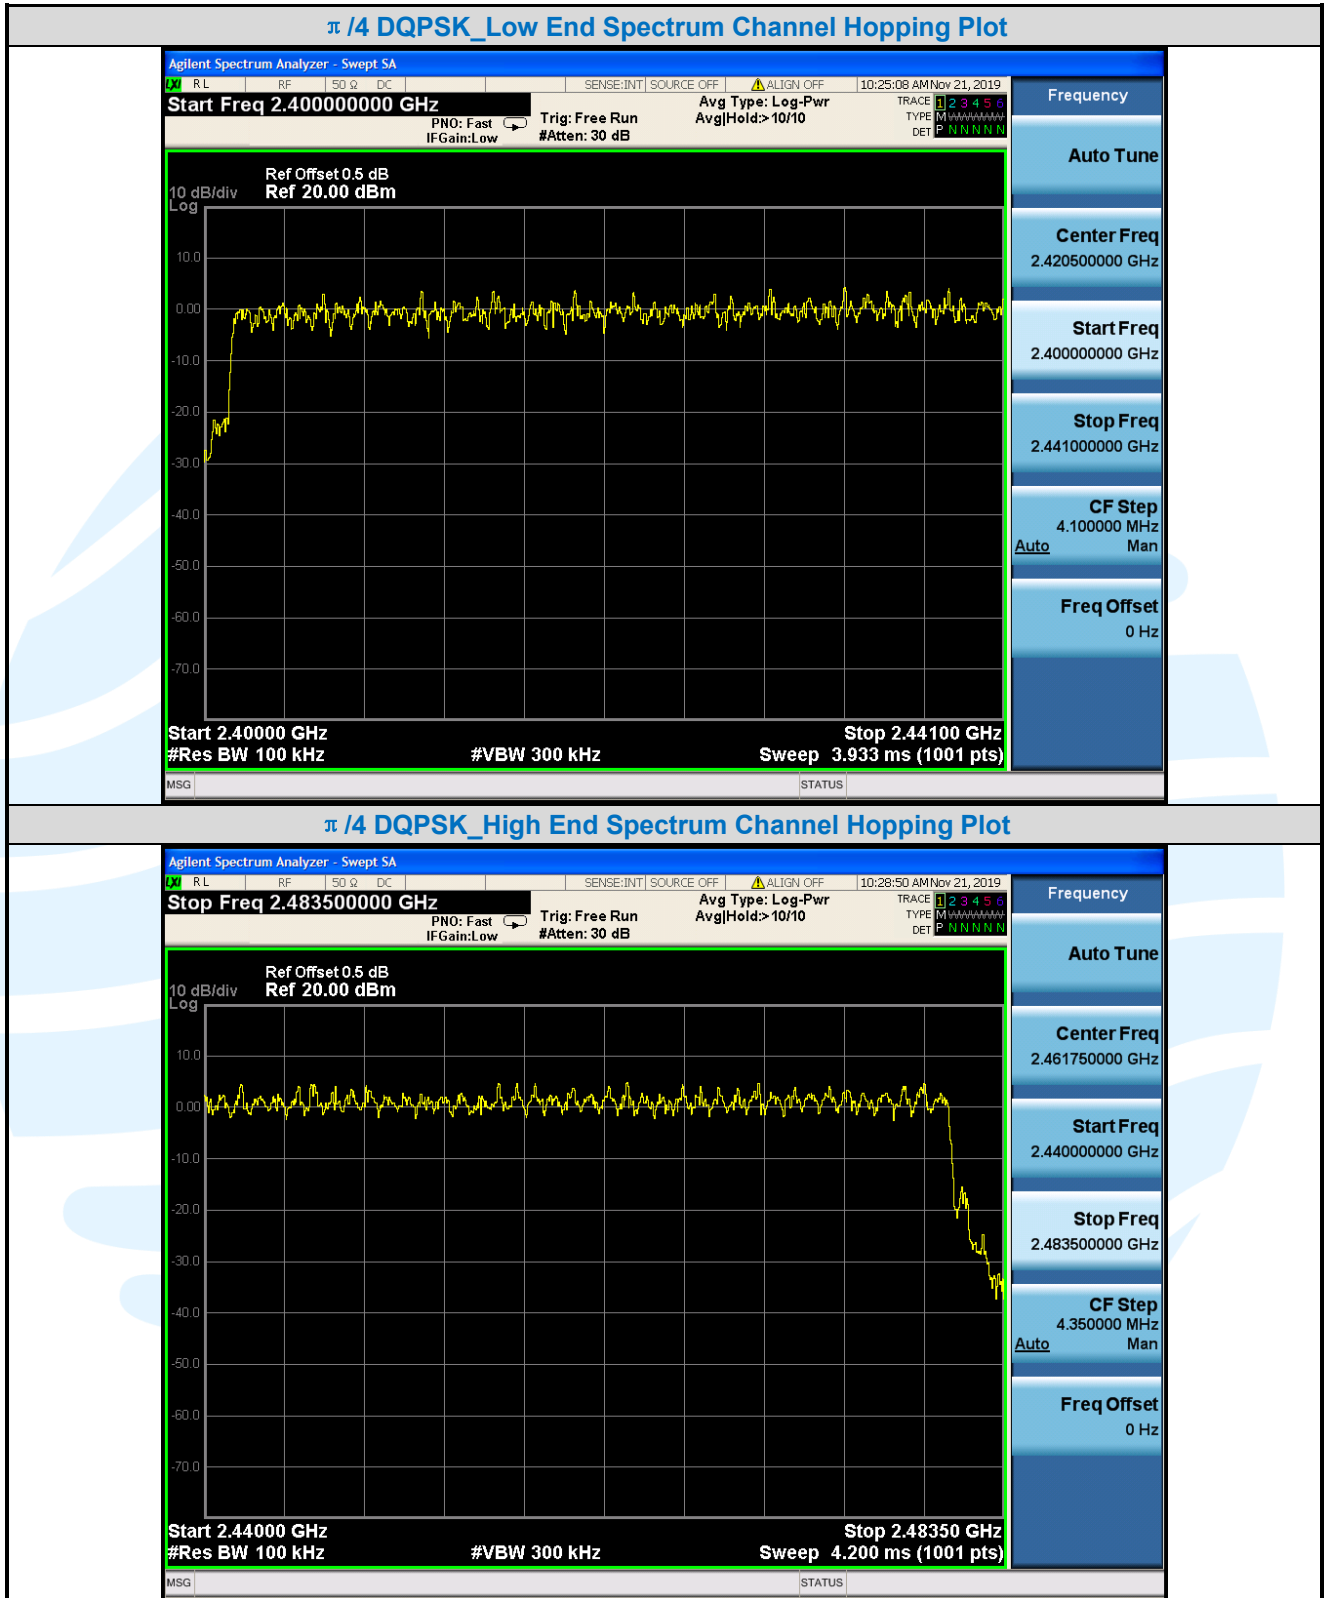 π /4 DQPSK_Low End Spectrum Channel Hopping Plot
Agilent Spectrum Analyzer - Swept SA
LXI RL RF 50 Ω DC SENSE:INT SOURCE OFF ALIGN OFF 10:25:08 AM Nov 21, 2019
Start Freq 2.400000000 GHz
PNO: Fast
IFGain:Low
Trig: Free Run
#Atten: 30 dB
Avg Type: Log-Pwr
Avg|Hold:>10/10
TRACE 1 2 3 4 5 6
TYPE M WWWWW
DET P N N N N N
Ref Offset 0.5 dB
10 dB/div Ref 20.00 dBm
Log
10.0
0.00
-10.0
-20.0
-30.0
-40.0
-50.0
-60.0
-70.0
Start 2.40000 GHz Stop 2.44100 GHz
#Res BW 100 kHz #VBW 300 kHz Sweep 3.933 ms (1001 pts)
MSG STATUS
Frequency
Auto Tune
Center Freq
2.420500000 GHz
Start Freq
2.400000000 GHz
Stop Freq
2.441000000 GHz
CF Step
4.100000 MHz
Auto Man
Freq Offset
0 Hz
π /4 DQPSK_High End Spectrum Channel Hopping Plot
Agilent Spectrum Analyzer - Swept SA
LXI RL RF 50 Ω DC SENSE:INT SOURCE OFF ALIGN OFF 10:28:50 AM Nov 21, 2019
Stop Freq 2.483500000 GHz
PNO: Fast
IFGain:Low
Trig: Free Run
#Atten: 30 dB
Avg Type: Log-Pwr
Avg|Hold:>10/10
TRACE 1 2 3 4 5 6
TYPE M WWWWW
DET P N N N N N
Ref Offset 0.5 dB
10 dB/div Ref 20.00 dBm
Log
10.0
0.00
-10.0
-20.0
-30.0
-40.0
-50.0
-60.0
-70.0
Start 2.44000 GHz Stop 2.48350 GHz
#Res BW 100 kHz #VBW 300 kHz Sweep 4.200 ms (1001 pts)
MSG STATUS
Frequency
Auto Tune
Center Freq
2.461750000 GHz
Start Freq
2.440000000 GHz
Stop Freq
2.483500000 GHz
CF Step
4.350000 MHz
Auto Man
Freq Offset
0 Hz